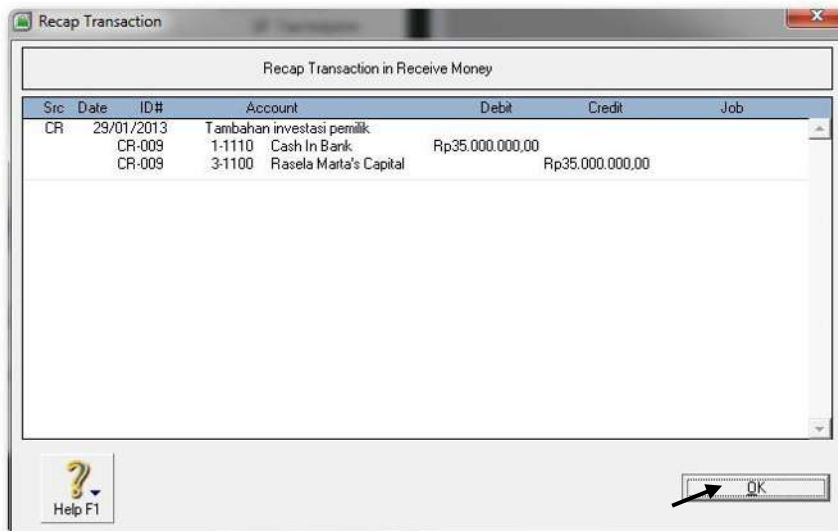 Recap Transaction
x
Recap Transaction in Receive Money
Src Date ID# Account Debit Credit Job
CR 29/01/2013 Tambahan investasi pemilik
CR-009 1-1110 Cash In Bank Rp35.000.000,00
CR-009 3-1100 Rasela Marta's Capital Rp35.000.000,00
?
Help F1
OK